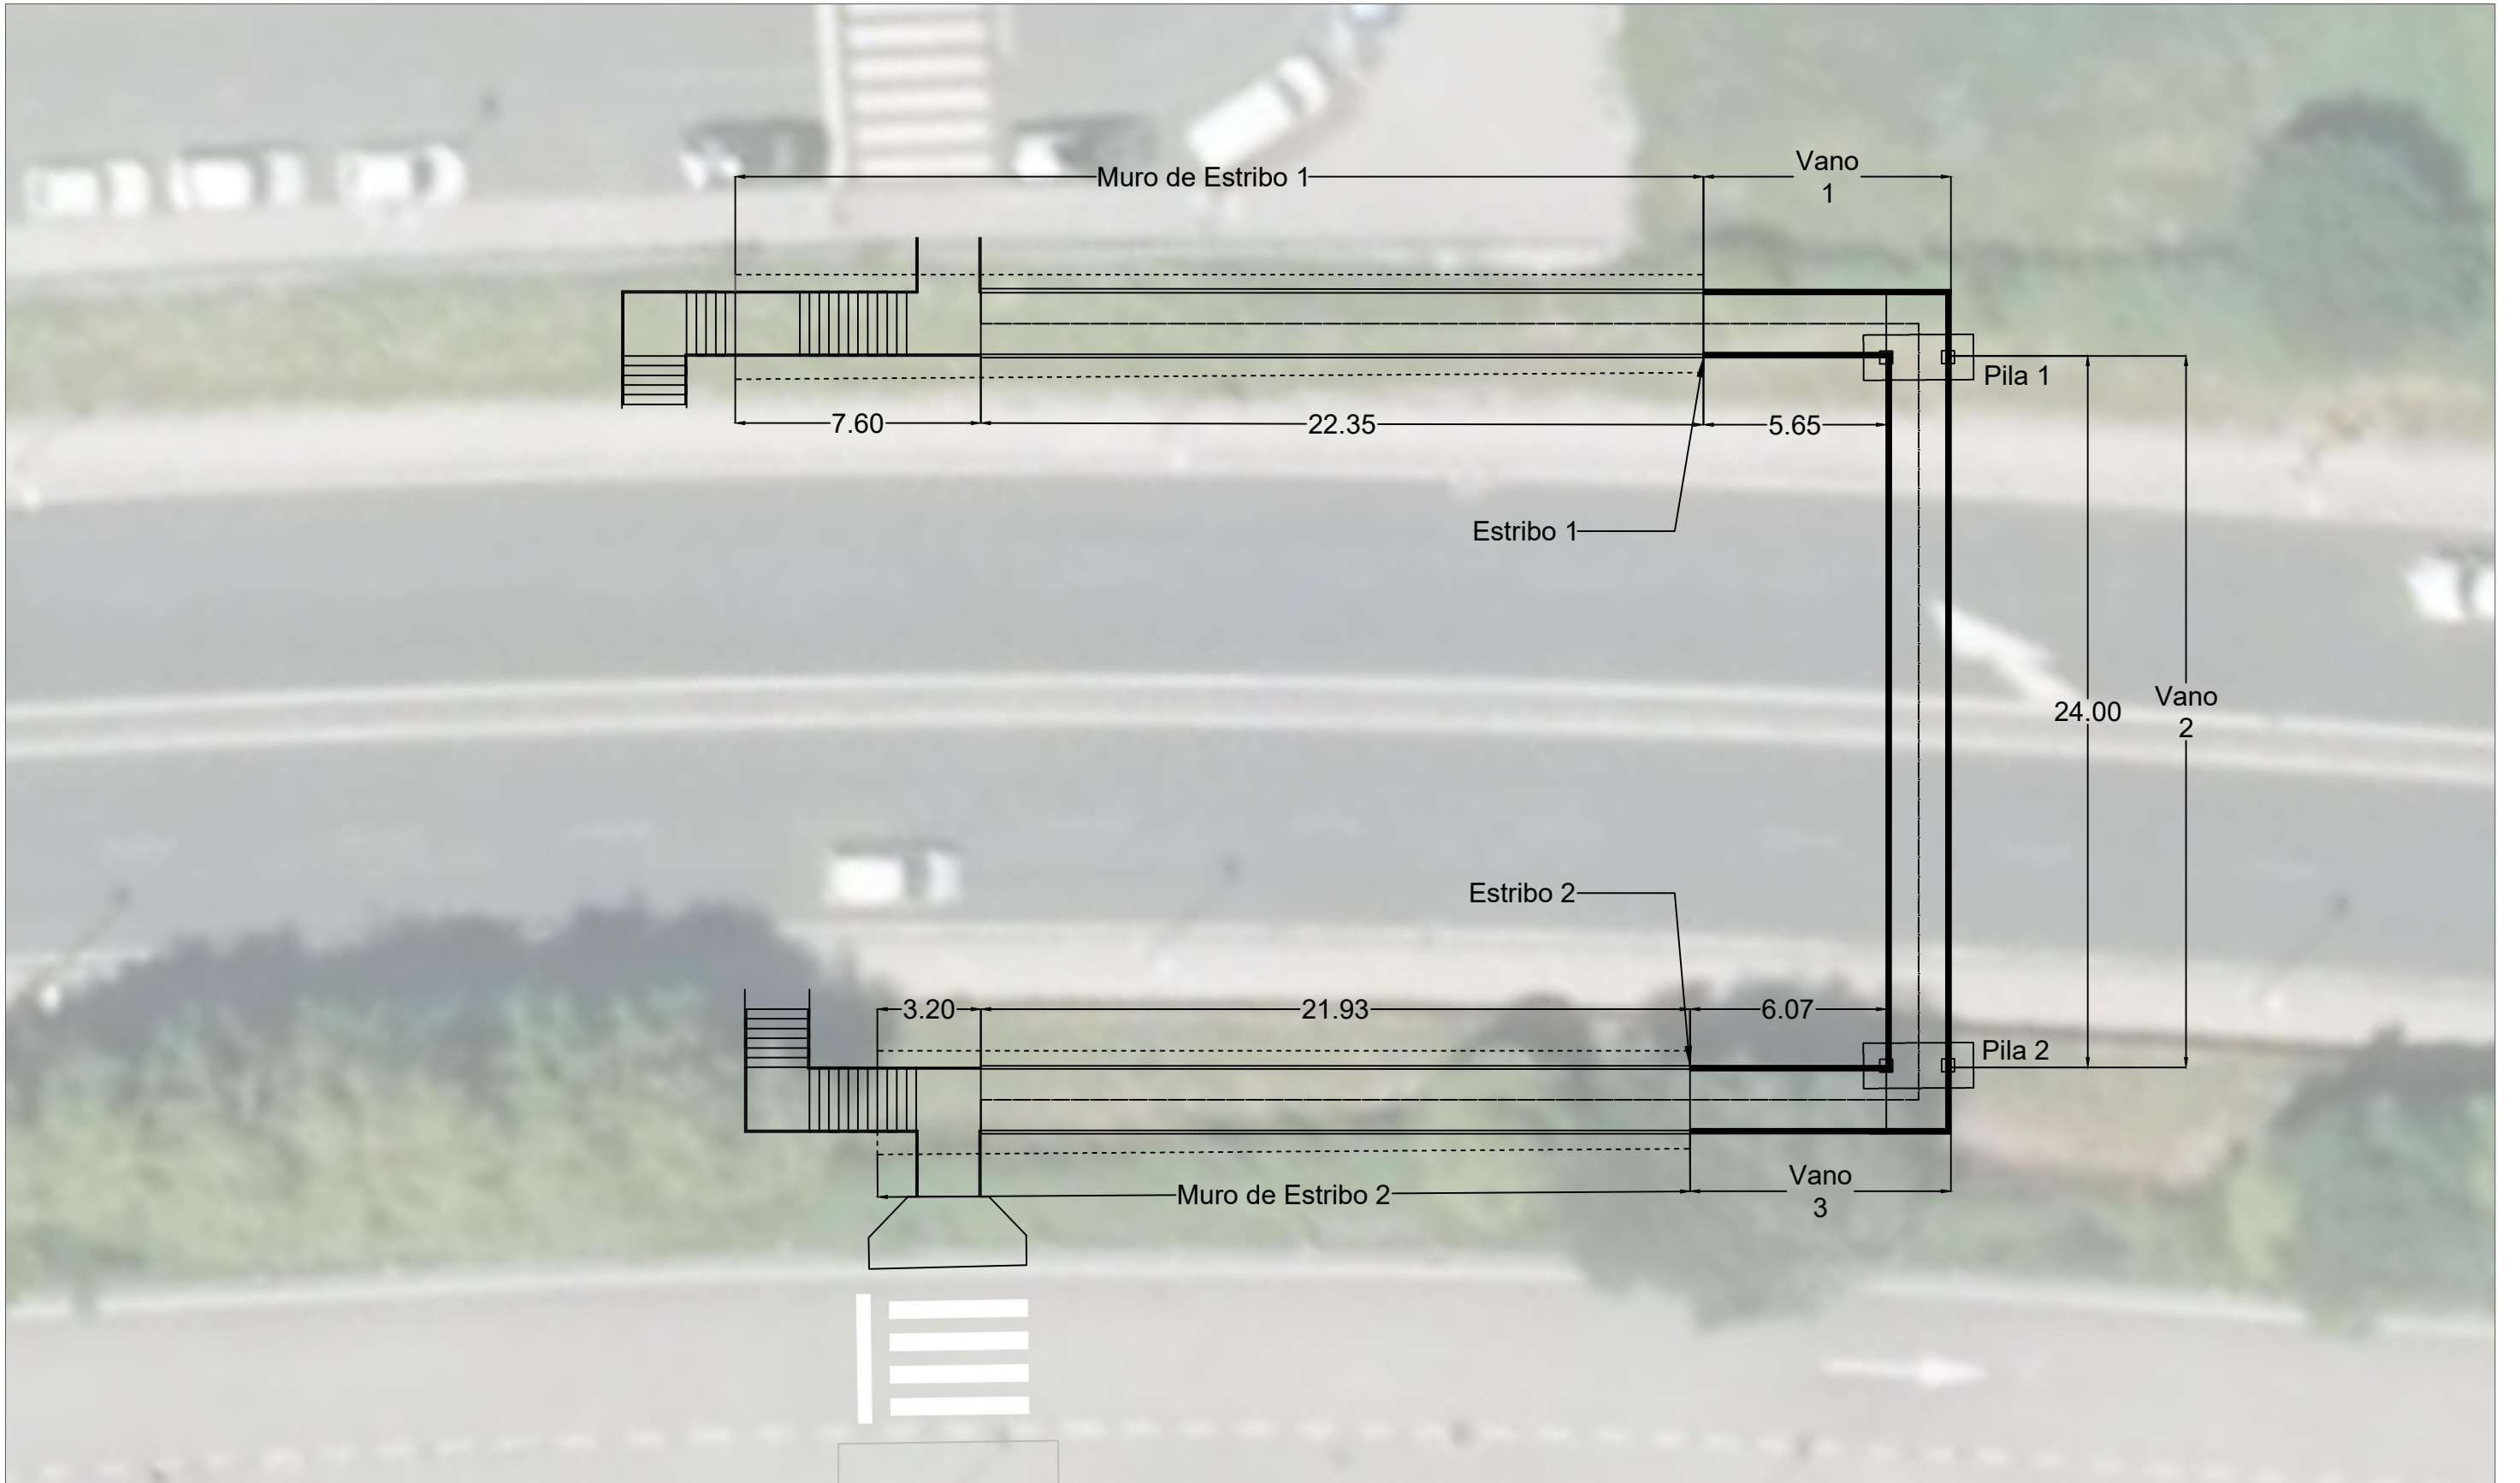 Muro de Estribo 1
Vano
1
Pila 1
7.60
22.35
5.65
Estribo 1
24.00
Vano
2
Estribo 2
3.20
21.93
6.07
Pila 2
Muro de Estribo 2
Vano
3